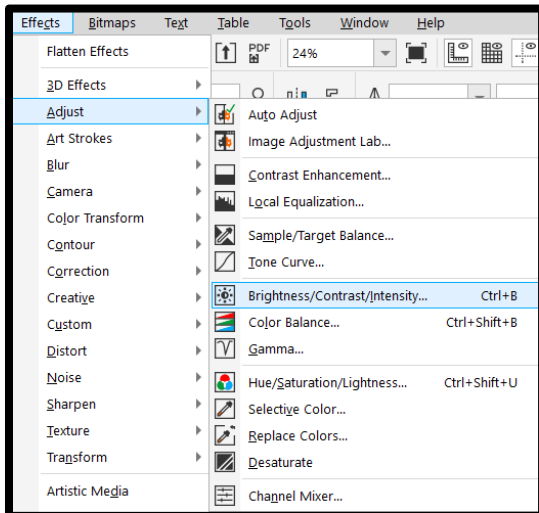 Effects Bitmaps Text Table Tools Window Help
Flatten Effects
PDF 24%
3D Effects
Adjust
Auto Adjust
Art Strokes
Image Adjustment Lab...
Blur
Contrast Enhancement...
Camera
Local Equalization...
Color Transform
Sample/Target Balance...
Contour
Tone Curve...
Correction
Creative
Brightness/Contrast/Intensity... Ctrl+B
Custom
Color Balance... Ctrl+Shift+B
Distort
Gamma...
Noise
Hue/Saturation/Lightness... Ctrl+Shift+U
Sharpen
Selective Color...
Texture
Replace Colors...
Transform
Desaturate
Artistic Media
Channel Mixer...